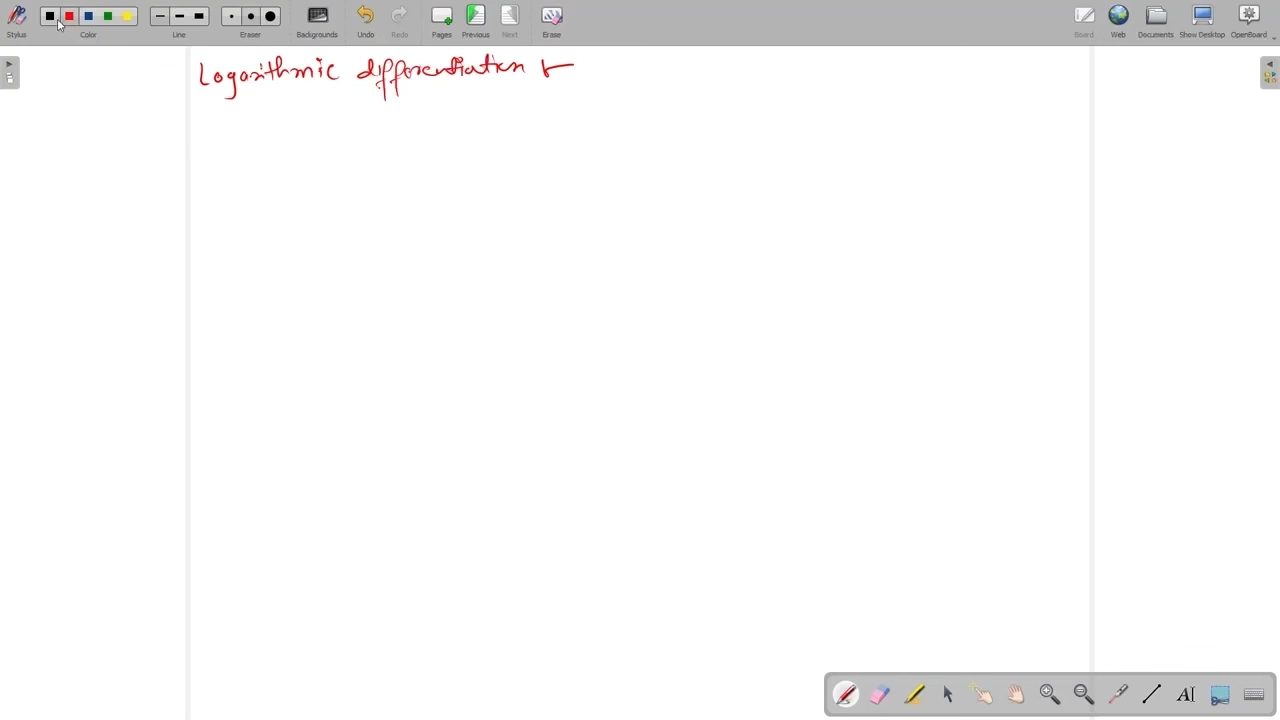 Stylus Color Line Eraser Backgrounds Undo Redo Pages Previous Next Erase Board Web Documents Show Desktop OpenBoard
Logarithmic differentiation :-
AI